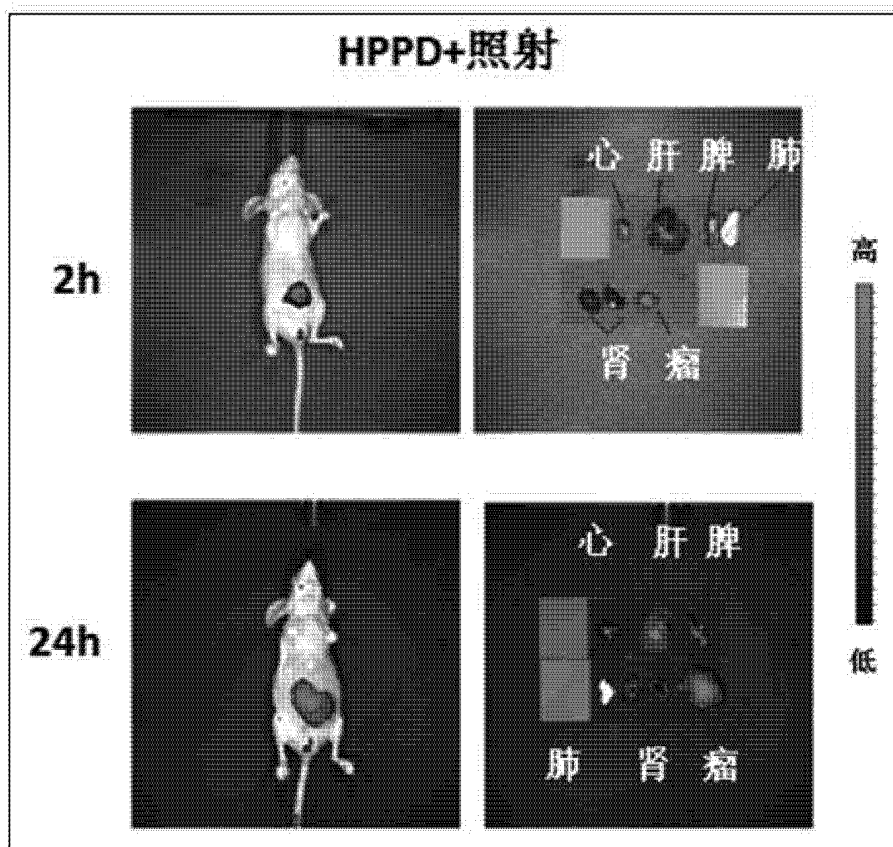 HPPD+照射
2h
心 肝 脾 肺
肾 瘤
高
24h
心 肝 脾
肺 肾 瘤
低